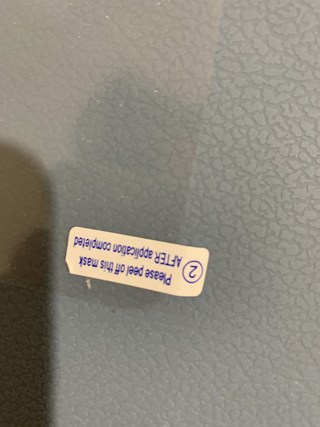 Please peel off this mask
② AFTER application completed